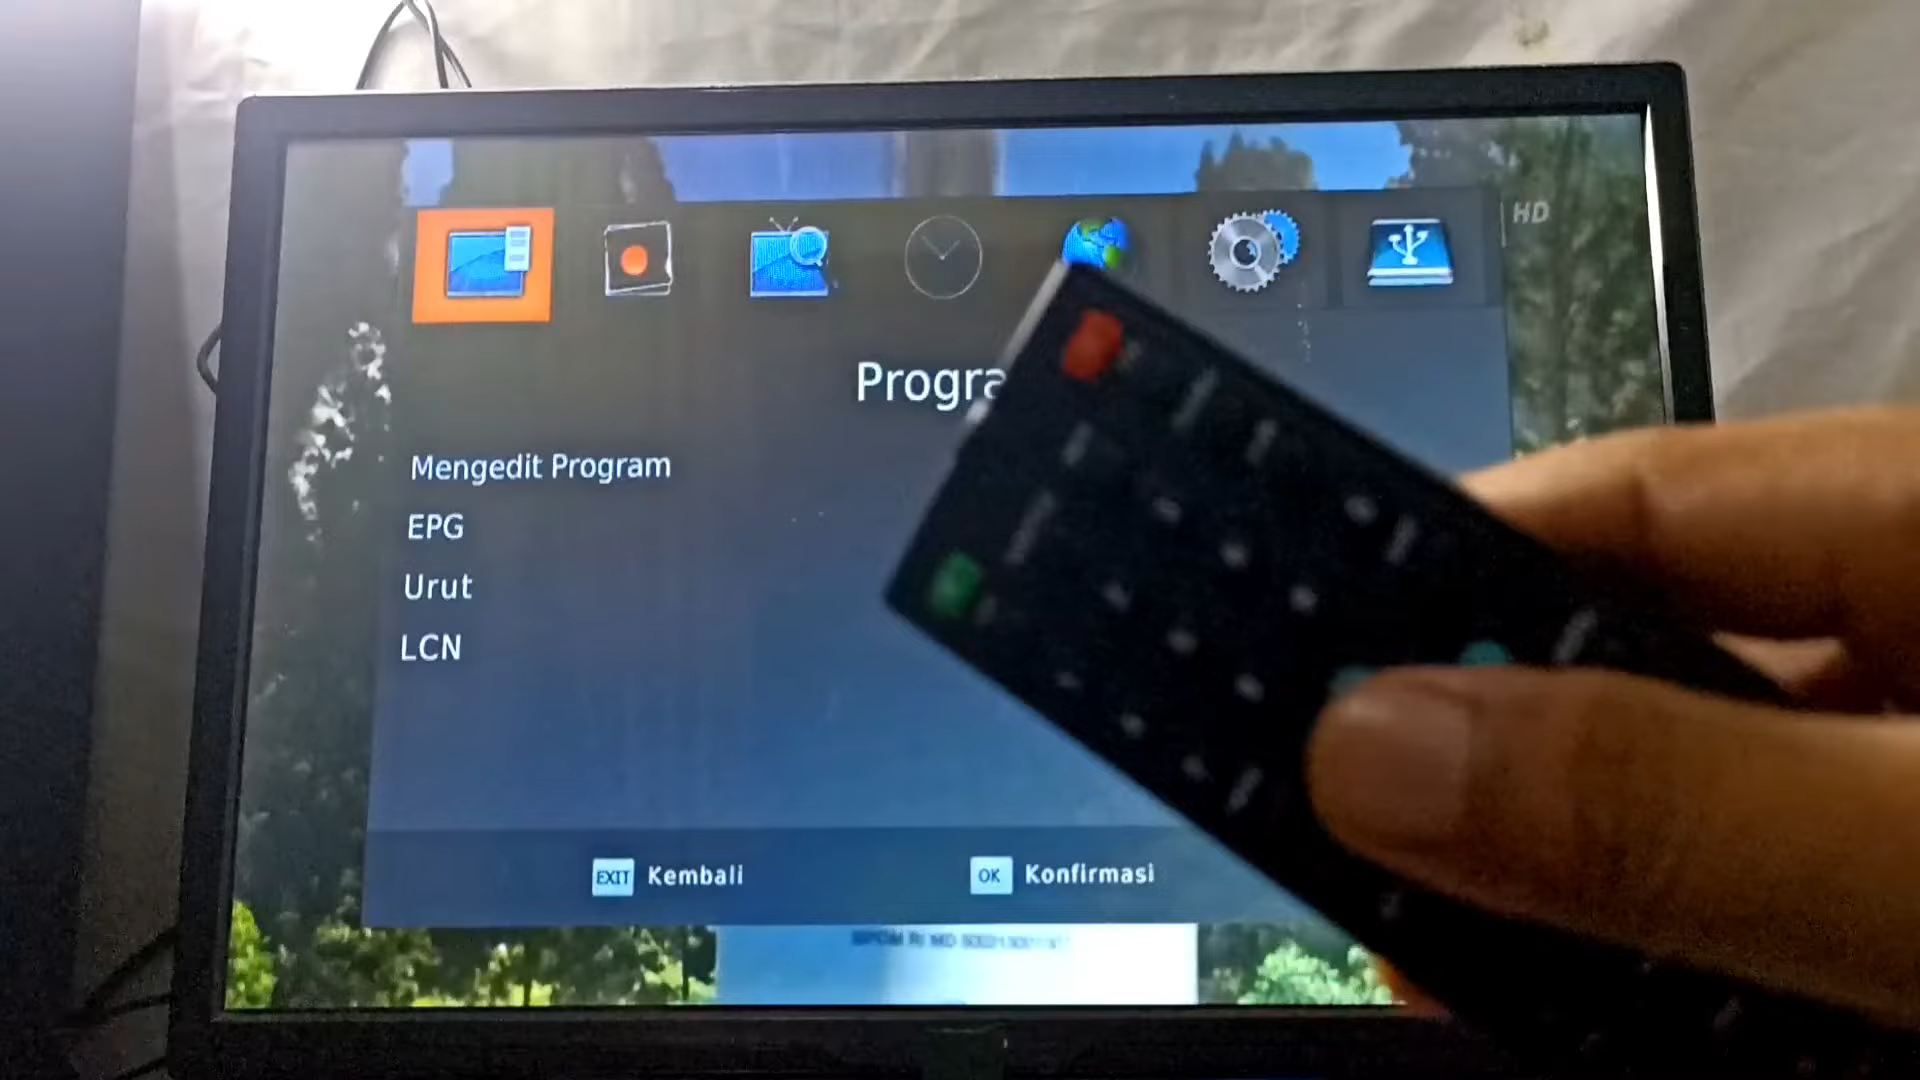 HD
Progra
Mengedit Program
EPG
Urut
LCN
EXIT Kembali
OK Konfirmasi